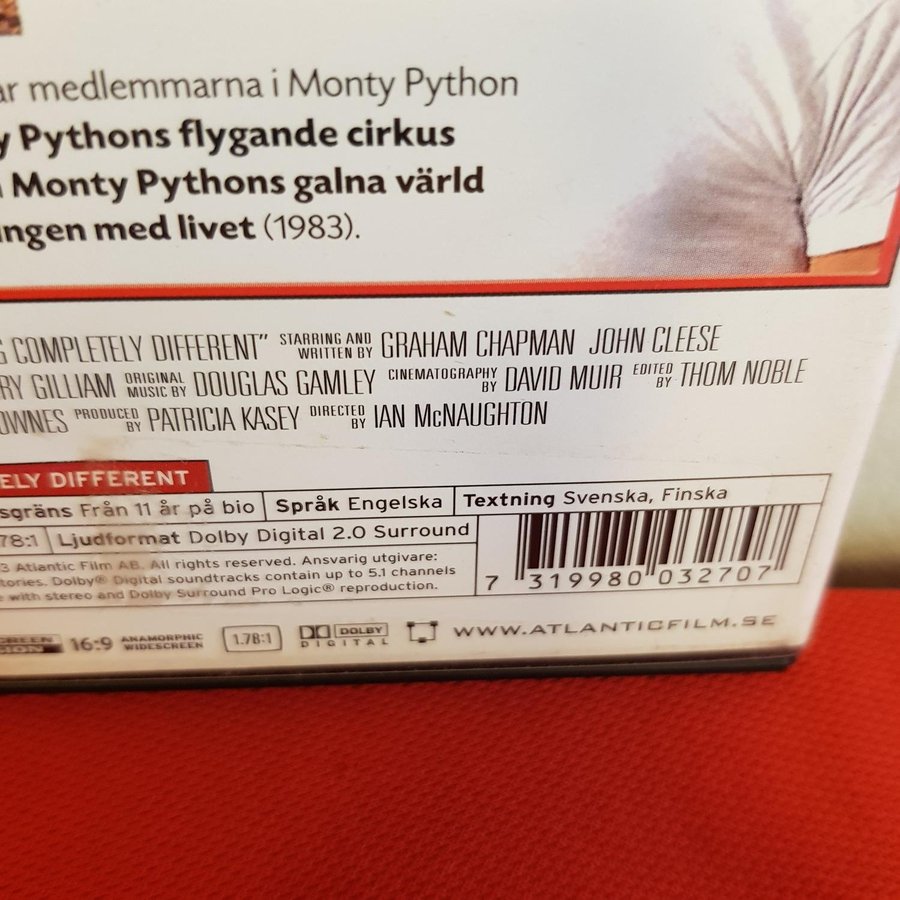 ar medlemmarna i Monty Python
y Pythons flygande cirkus
Monty Pythons galna värld
ingen med livet (1983).
G COMPLETELY DIFFERENT" STARRING AND WRITTEN BY GRAHAM CHAPMAN JOHN CLEESE
RY GILLIAM ORIGINAL MUSIC BY DOUGLAS GAMLEY CINEMATOGRAPHY BY DAVID MUIR EDITED BY THOM NOBLE
OWNES PRODUCED BY PATRICIA KASEY DIRECTED BY IAN McNAUGHTON
ELY DIFFERENT
sgräns Från 11 år på bio Språk Engelska Textning Svenska, Finska
78:1 Ljudformat Dolby Digital 2.0 Surround
3 Atlantic Film AB. All rights reserved. Ansvarig utgivare:
tories. Dolby® Digital soundtracks contain up to 5.1 channels
e with stereo and Dolby Surround Pro Logic® reproduction.
7 319980 032707
16:9 ANAMORPHIC WIDESCREEN 1.78:1 DOLBY DIGITAL WWW.ATLANTICFILM.SE